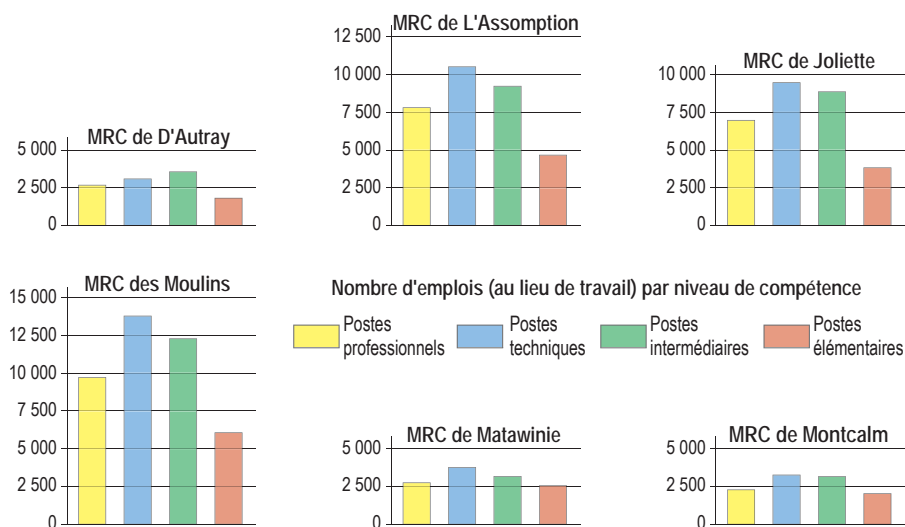 MRC de L'Assomption
12 500
10 000
7 500
5 000
2 500
0
MRC de Joliette
10 000
7 500
5 000
2 500
0
MRC de D'Autray
5 000
2 500
0
MRC des Moulins
15 000
12 500
10 000
7 500
5 000
2 500
0
Nombre d'emplois (au lieu de travail) par niveau de compétence
Postes
professionnels
Postes
techniques
Postes
intermédiaires
Postes
élémentaires
MRC de Matawinie
5 000
2 500
0
MRC de Montcalm
5 000
2 500
0